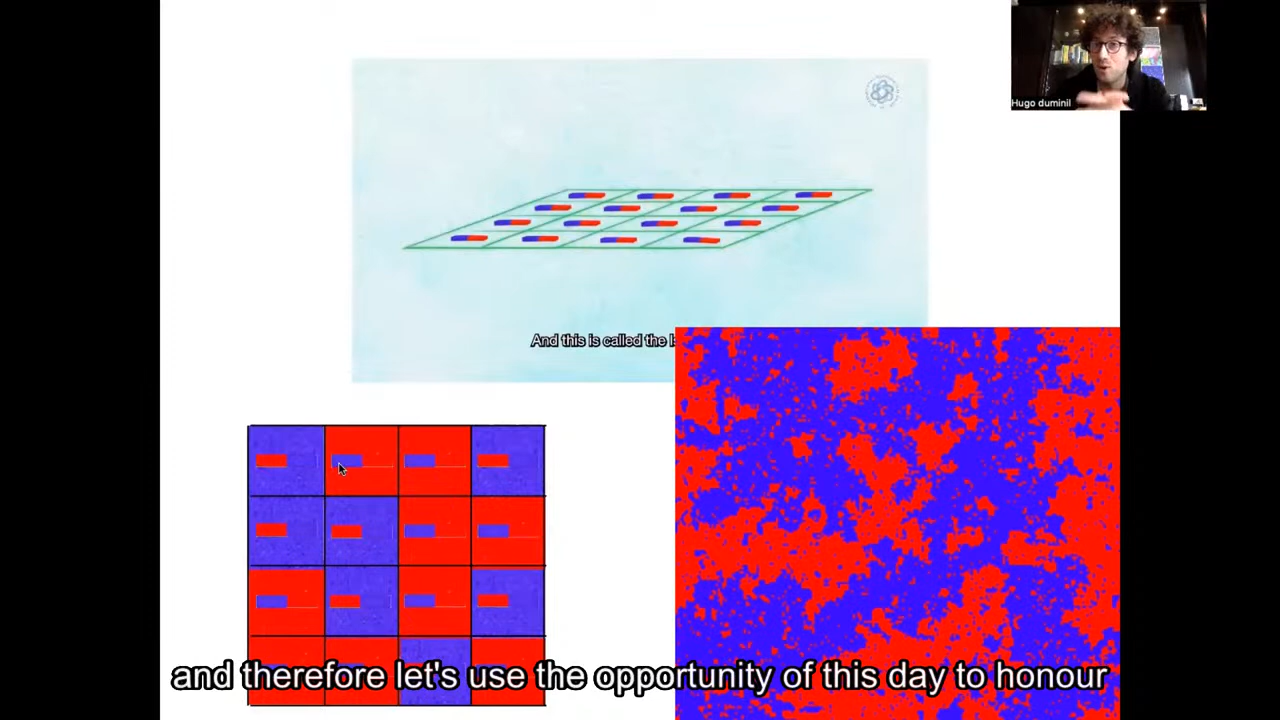 Hugo duminil
And this is called the I
and therefore let's use the opportunity of this day to honour